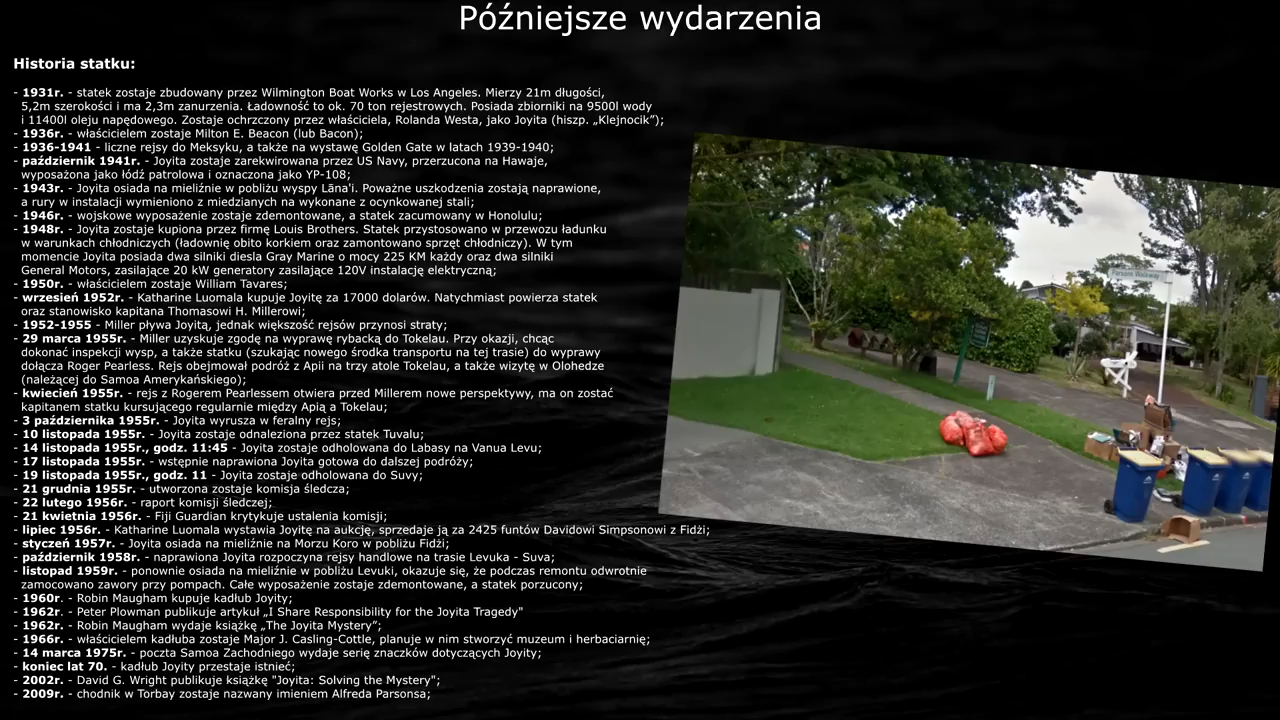 Późniejsze wydarzenia
Historia statku:
- 1931r. - statek zostaje zbudowany przez Wilmington Boat Works w Los Angeles. Mierzy 21m długości,
5,2m szerokości i ma 2,3m zanurzenia. Ładowność to ok. 70 ton rejestrowych. Posiada zbiorniki na 9500l wody
i 11400l oleju napędowego. Zostaje ochrzczony przez właściciela, Rolanda Westa, jako Joyita (hiszp. „Klejnocik”);
- 1936r. - właścicielem zostaje Milton E. Beacon (lub Bacon);
- 1936-1941 - liczne rejsy do Meksyku, a także na wystawę Golden Gate w latach 1939-1940;
- październik 1941r. - Joyita zostaje zarekwirowana przez US Navy, przerzucona na Hawaje,
wyposażona jako łódź patrolowa i oznaczona jako YP-108;
- 1943r. - Joyita osiada na mieliźnie w pobliżu wyspy Lāna'i. Poważne uszkodzenia zostają naprawione,
a rury w instalacji wymieniono z miedzianych na wykonane z ocynkowanej stali;
- 1946r. - wojskowe wyposażenie zostaje zdemontowane, a statek zacumowany w Honolulu;
- 1948r. - Joyita zostaje kupiona przez firmę Louis Brothers. Statek przystosowano w przewozu ładunku
w warunkach chłodniczych (ładownię obito korkiem oraz zamontowano sprzęt chłodniczy). W tym
momencie Joyita posiada dwa silniki diesla Gray Marine o mocy 225 KM każdy oraz dwa silniki
General Motors, zasilające 20 kW generatory zasilające 120V instalację elektryczną;
- 1950r. - właścicielem zostaje William Tavares;
- wrzesień 1952r. - Katharine Luomala kupuje Joyitę za 17000 dolarów. Natychmiast powierza statek
oraz stanowisko kapitana Thomasowi H. Millerowi;
- 1952-1955 - Miller pływa Joyitą, jednak większość rejsów przynosi straty;
- 29 marca 1955r. - Miller uzyskuje zgodę na wyprawę rybacką do Tokelau. Przy okazji, chcąc
dokonać inspekcji wysp, a także statku (szukając nowego środka transportu na tej trasie) do wyprawy
dołącza Roger Pearless. Rejs obejmował podróż z Apii na trzy atole Tokelau, a także wizytę w Olohedze
(należącej do Samoa Amerykańskiego);
- kwiecień 1955r. - rejs z Rogerem Pearlessem otwiera przed Millerem nowe perspektywy, ma on zostać
kapitanem statku kursującego regularnie między Apią a Tokelau;
- 3 października 1955r. - Joyita wyrusza w feralny rejs;
- 10 listopada 1955r. - Joyita zostaje odnaleziona przez statek Tuvalu;
- 14 listopada 1955r., godz. 11:45 - Joyita zostaje odholowana do Labasy na Vanua Levu;
- 17 listopada 1955r. - wstępnie naprawiona Joyita gotowa do dalszej podróży;
- 19 listopada 1955r., godz. 11 - Joyita zostaje odholowana do Suvy;
- 21 grudnia 1955r. - utworzona zostaje komisja śledcza;
- 22 lutego 1956r. - raport komisji śledczej;
- 21 kwietnia 1956r. - Fiji Guardian krytykuje ustalenia komisji;
- lipiec 1956r. - Katharine Luomala wystawia Joyitę na aukcję, sprzedaje ją za 2425 funtów Davidowi Simpsonowi z Fidżi;
- styczeń 1957r. - Joyita osiada na mieliźnie na Morzu Koro w pobliżu Fidżi;
- październik 1958r. - naprawiona Joyita rozpoczyna rejsy handlowe na trasie Levuka - Suva;
- listopad 1959r. - ponownie osiada na mieliźnie w pobliżu Levuki, okazuje się, że podczas remontu odwrotnie
zamocowano zawory przy pompach. Całe wyposażenie zostaje zdemontowane, a statek porzucony;
- 1960r. - Robin Maugham kupuje kadłub Joyity;
- 1962r. - Peter Plowman publikuje artykuł „I Share Responsibility for the Joyita Tragedy"
- 1962r. - Robin Maugham wydaje książkę „The Joyita Mystery”;
- 1966r. - właścicielem kadłuba zostaje Major J. Casling-Cottle, planuje w nim stworzyć muzeum i herbaciarnię;
- 14 marca 1975r. - poczta Samoa Zachodniego wydaje serię znaczków dotyczących Joyity;
- koniec lat 70. - kadłub Joyity przestaje istnieć;
- 2002r. - David G. Wright publikuje książkę "Joyita: Solving the Mystery";
- 2009r. - chodnik w Torbay zostaje nazwany imieniem Alfreda Parsonsa;
Parsons Walkway